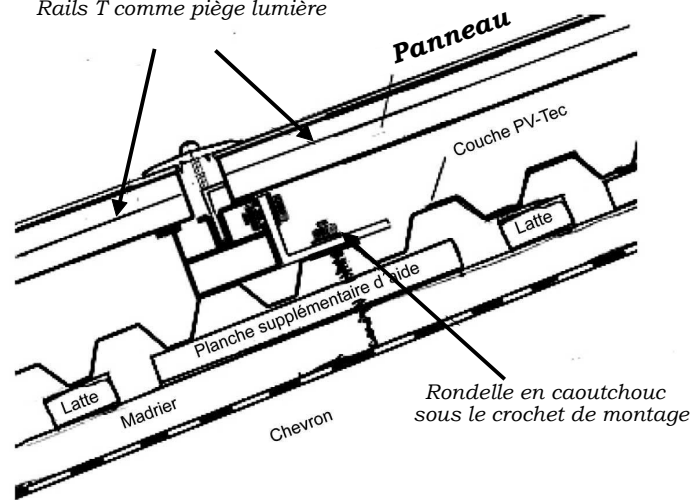 Rails T comme piège lumière
Panneau
Couche PV-Tec
Latte
Planche supplémentaire d'aide
Latte
Madrier
Chevron
Rondelle en caoutchouc
sous le crochet de montage